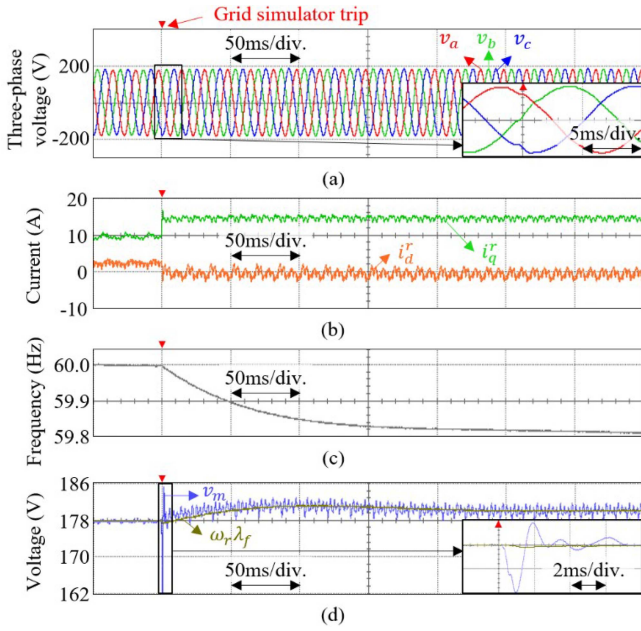 Grid simulator trip
50ms/div.
v_a v_b v_c
200
0
-200
Three-phase
voltage (V)
5ms/div.
(a)
20
10
0
-10
Current (A)
50ms/div.
i_d^r
i_q^r
(b)
60.0
59.9
59.8
Frequency (Hz)
50ms/div.
(c)
186
178
170
162
Voltage (V)
v_m
ω_rλ_f
50ms/div.
2ms/div.
(d)